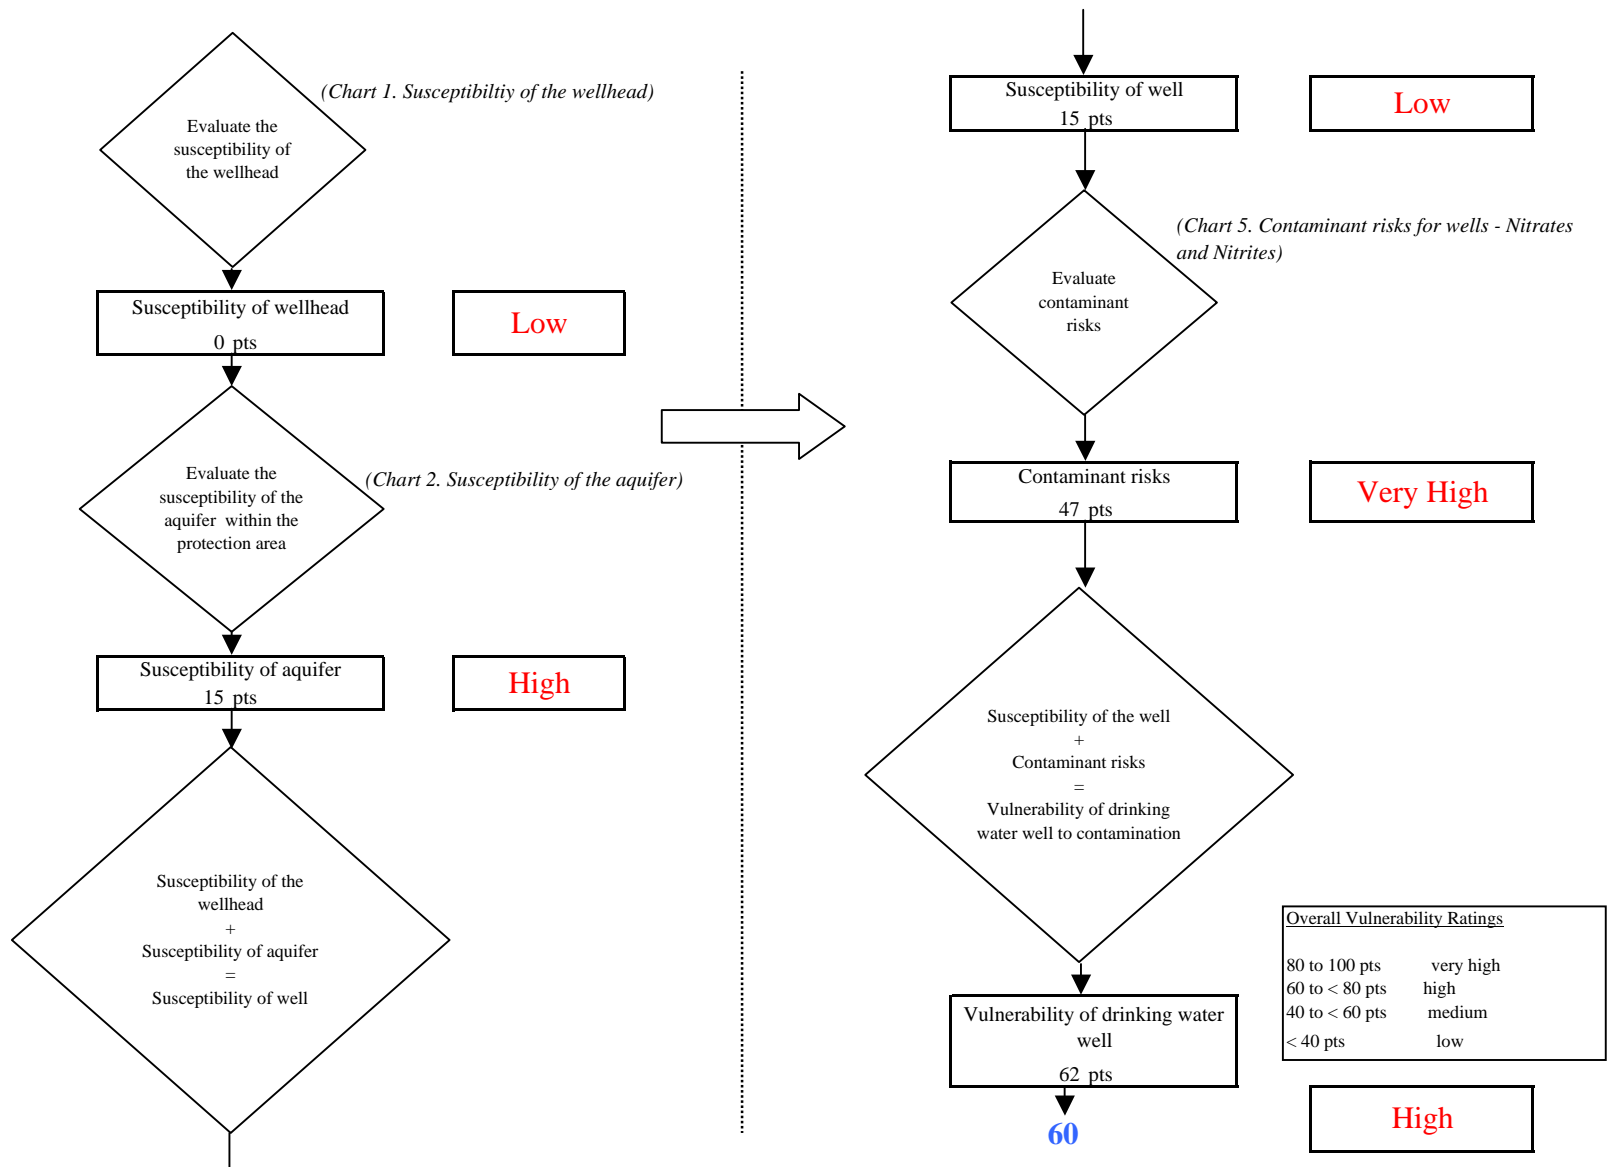 (Chart 1. Susceptibiltiy of the wellhead)
Evaluate the
susceptibility of
the wellhead
Susceptibility of wellhead
0 pts
Low
Evaluate the
susceptibility of the
aquifer within the
protection area
(Chart 2. Susceptibility of the aquifer)
Susceptibility of aquifer
15 pts
High
Susceptibility of the
wellhead
+
Susceptibility of aquifer
=
Susceptibility of well
Susceptibility of well
15 pts
Low
(Chart 5. Contaminant risks for wells - Nitrates
and Nitrites)
Evaluate
contaminant
risks
Contaminant risks
47 pts
Very High
Susceptibility of the well
+
Contaminant risks
=
Vulnerability of drinking
water well to contamination
Overall Vulnerability Ratings
80 to 100 pts very high
60 to < 80 pts high
40 to < 60 pts medium
< 40 pts low
Vulnerability of drinking water
well
62 pts
60
High